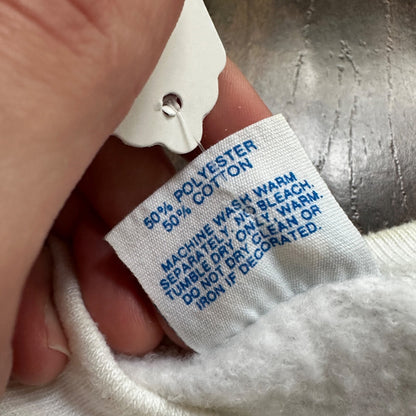 50% POLYESTER
50% COTTON
MACHINE WASH WARM
SEPARATELY. NO BLEACH.
TUMBLE DRY, ONLY WARM.
DO NOT DRY CLEAN OR
IRON IF DECORATED.